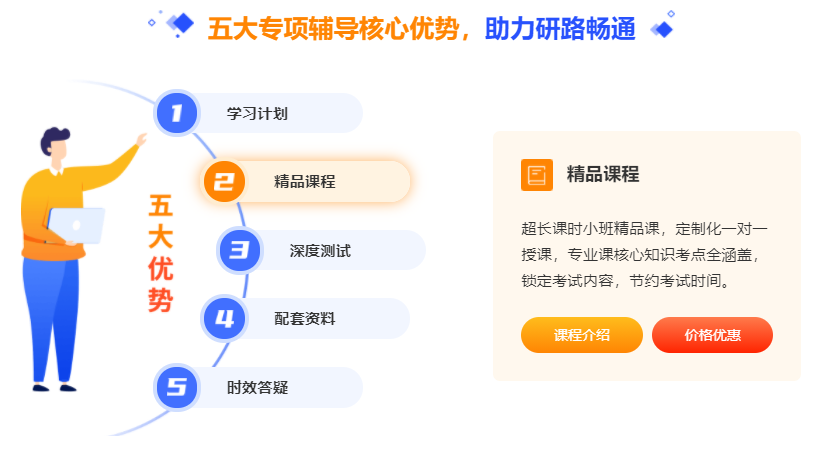 五大专项辅导核心优势，助力研路畅通
五大优势
1 学习计划
2 精品课程
3 深度测试
4 配套资料
5 时效答疑
精品课程
超长课时小班精品课，定制化一对一
授课，专业课核心知识考点全涵盖，
锁定考试内容，节约考试时间。
课程介绍 价格优惠